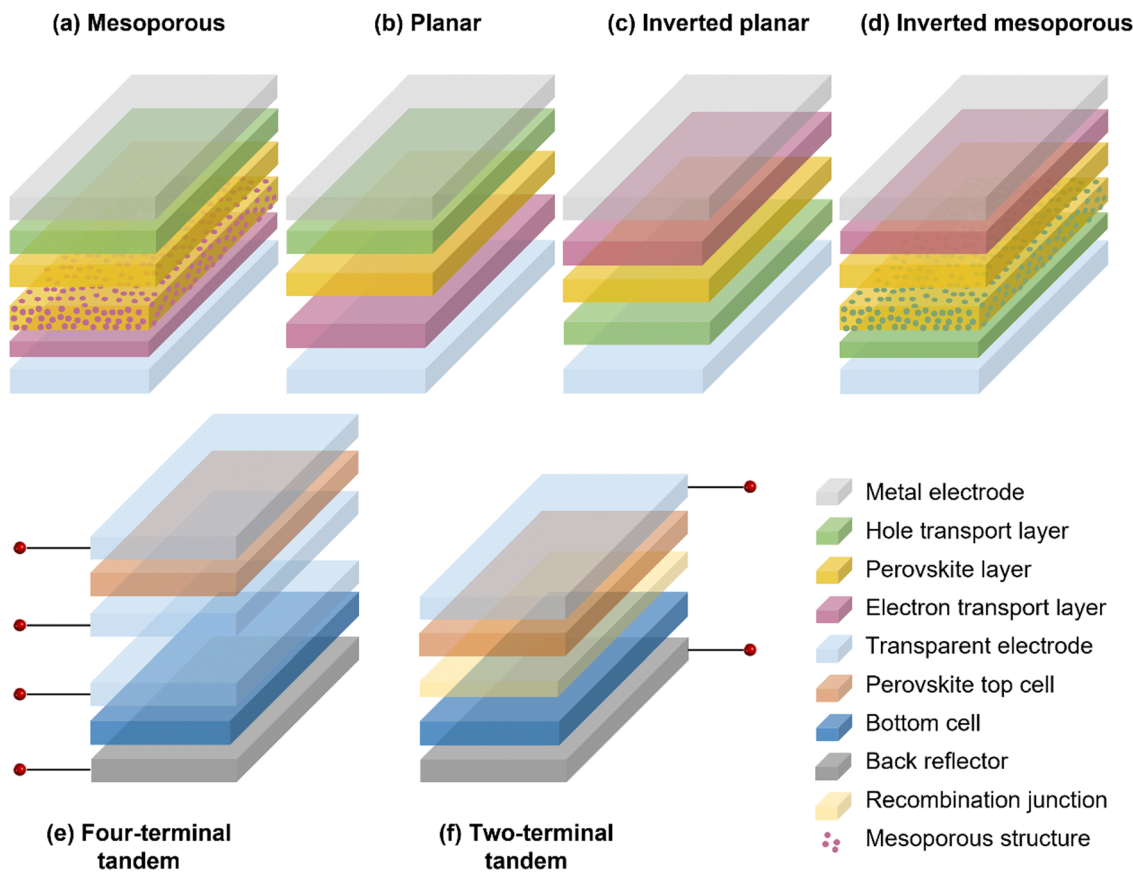 (a) Mesoporous
(b) Planar
(c) Inverted planar
(d) Inverted mesoporous
Metal electrode
Hole transport layer
Perovskite layer
Electron transport layer
Transparent electrode
Perovskite top cell
Bottom cell
Back reflector
Recombination junction
Mesoporous structure
(e) Four-terminal
tandem
(f) Two-terminal
tandem